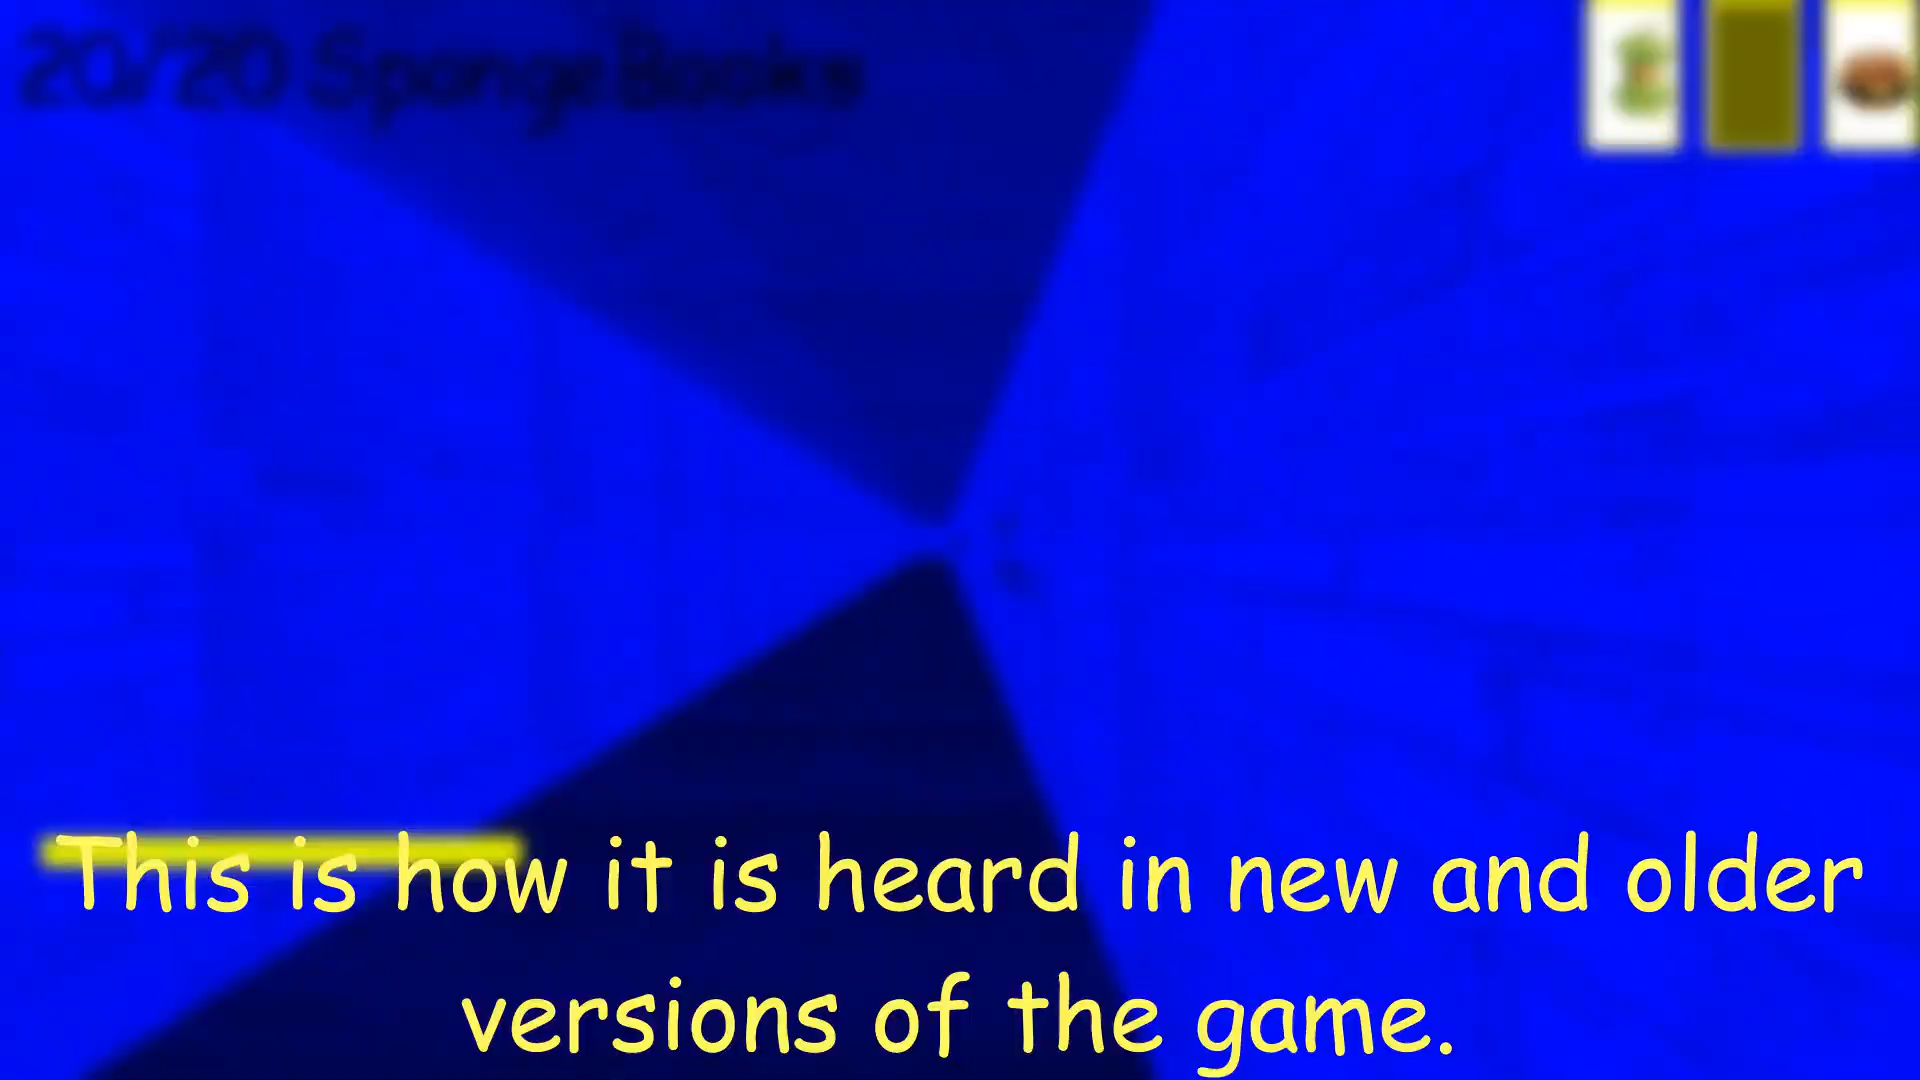 20/20 SpongeBooks
This is how it is heard in new and older
versions of the game.